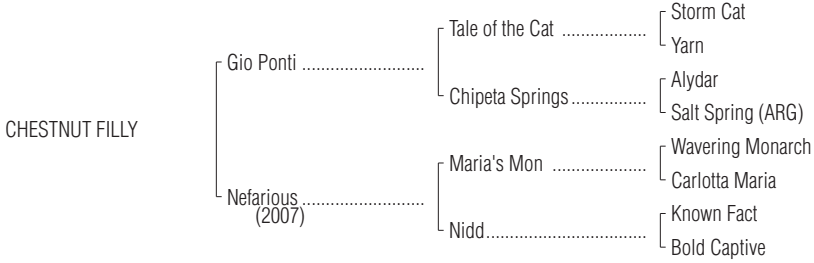 Storm Cat
Tale of the Cat ..................
Yarn
Gio Ponti ..........................
Alydar
Chipeta Springs................
Salt Spring (ARG)
CHESTNUT FILLY
Wavering Monarch
Maria's Mon ....................
Carlotta Maria
Nefarious ..........................
(2007)
Known Fact
Nidd..................................
Bold Captive